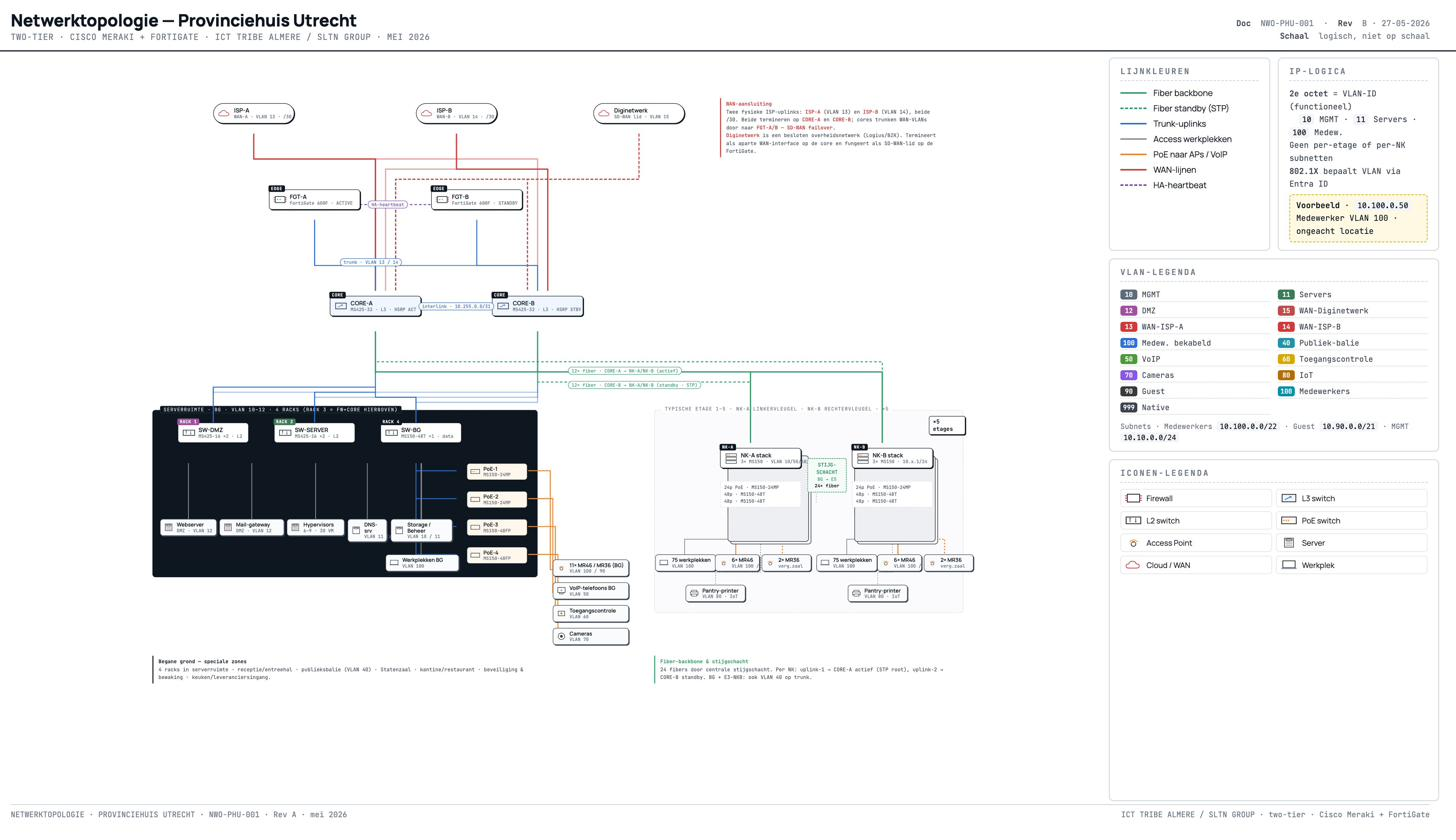 Netwerktopologie — Provinciehuis Utrecht
TWO-TIER · CISCO MERAKI + FORTIGATE · ICT TRIBE ALMERE / SLTN GROUP · MEI 2026
Doc NWO-PHU-001 · Rev B · 27-05-2026
Schaal logisch, niet op schaal
ISP-A
WAN-A · VLAN 13 · /30
ISP-B
WAN-B · VLAN 14 · /30
Diginetwerk
SD-WAN lid · VLAN 15
WAN-aansluiting
Twee fysieke ISP-uplinks: ISP-A (VLAN 13) en ISP-B (VLAN 14), beide
/30. Beide termineren op CORE-A en CORE-B; cores trunken WAN-VLANs
door naar FGT-A/B — SD-WAN failover.
Diginetwerk is een besloten overheidsnetwerk (Logius/BZK). Termineert
als aparte WAN-interface op de core en fungeert als SD-WAN-lid op de
FortiGate.
EDGE
FGT-A
FortiGate 600F · ACTIVE
HA-heartbeat
EDGE
FGT-B
FortiGate 600F · STANDBY
trunk · VLAN 13 / 14
CORE
CORE-A
MS425-32 · L3 · HSRP ACT
interlink · 10.255.0.0/31
CORE
CORE-B
MS425-32 · L3 · HSRP STBY
12× fiber · CORE-A → NK-A/NK-B (actief)
12× fiber · CORE-B → NK-A/NK-B (standby · STP)
SERVERRUIMTE · BG · VLAN 10-12 · 4 RACKS (RACK 3 = FW+CORE HIERBOVEN)
RACK 1
SW-DMZ
MS425-16 ×2 · L2
RACK 2
SW-SERVER
MS425-16 ×2 · L2
RACK 4
SW-BG
MS150-48T ×1 · data
PoE-1
MS150-24MP
PoE-2
MS150-24MP
PoE-3
MS150-48FP
PoE-4
MS150-48FP
Webserver
DMZ · VLAN 12
Mail-gateway
DMZ · VLAN 12
Hypervisors
6-9 · 20 VM
DNS-
srv
VLAN 11
Storage /
Beheer
VLAN 10 / 11
Werkplekken BG
VLAN 100
11× MR46 / MR36 (BG)
VLAN 100 / 90
VoIP-telefoons BG
VLAN 50
Toegangscontrole
VLAN 60
Cameras
VLAN 70
TYPISCHE ETAGE 1-5 · NK-A LINKERVLEUGEL · NK-B RECHTERVLEUGEL · ×5
×5
etages
NK-A
NK-A stack
3× MS150 · VLAN 10/50/60
24p PoE · MS150-24MP
48p · MS150-48T
48p · MS150-48T
STIJG-
SCHACHT
BG → E5
24× fiber
NK-B
NK-B stack
3× MS150 · 10.x.1/24
24p PoE · MS150-24MP
48p · MS150-48T
48p · MS150-48T
75 werkplekken
VLAN 100
6× MR46
VLAN 100 /
2× MR36
verg.zaal
75 werkplekken
VLAN 100
6× MR46
VLAN 100 /
2× MR36
verg.zaal
Pantry-printer
VLAN 80 · IoT
Pantry-printer
VLAN 80 · IoT
Begane grond — speciale zones
4 racks in serverruimte · receptie/entreehal · publieksbalie (VLAN 40) · Statenzaal · kantine/restaurant · beveiliging &
bewaking · keuken/leveranciersingang.
Fiber-backbone & stijgschacht
24 fibers door centrale stijgschacht. Per NK: uplink-1 → CORE-A actief (STP root), uplink-2 →
CORE-B standby. BG + E3-NKB: ook VLAN 40 op trunk.
LIJNKLEUREN
Fiber backbone
Fiber standby (STP)
Trunk-uplinks
Access werkplekken
PoE naar APs / VoIP
WAN-lijnen
HA-heartbeat
IP-LOGICA
2e octet = VLAN-ID
(functioneel)
10 MGMT · 11 Servers ·
100 Medew.
Geen per-etage of per-NK
subnetten
802.1X bepaalt VLAN via
Entra ID
Voorbeeld · 10.100.0.50
Medewerker VLAN 100 ·
ongeacht locatie
VLAN-LEGENDA
10 MGMT
11 Servers
12 DMZ
15 WAN-Diginetwerk
13 WAN-ISP-A
14 WAN-ISP-B
100 Medew. bekabeld
40 Publiek-balie
50 VoIP
60 Toegangscontrole
70 Cameras
80 IoT
90 Guest
100 Medewerkers
999 Native
Subnets · Medewerkers 10.100.0.0/22 · Guest 10.90.0.0/21 · MGMT
10.10.0.0/24
ICONEN-LEGENDA
Firewall
L3 switch
L2 switch
PoE switch
Access Point
Server
Cloud / WAN
Werkplek
NETWERKTOPOLOGIE · PROVINCIEHUIS UTRECHT · NWO-PHU-001 · Rev A · mei 2026
ICT TRIBE ALMERE / SLTN GROUP · two-tier · Cisco Meraki + FortiGate